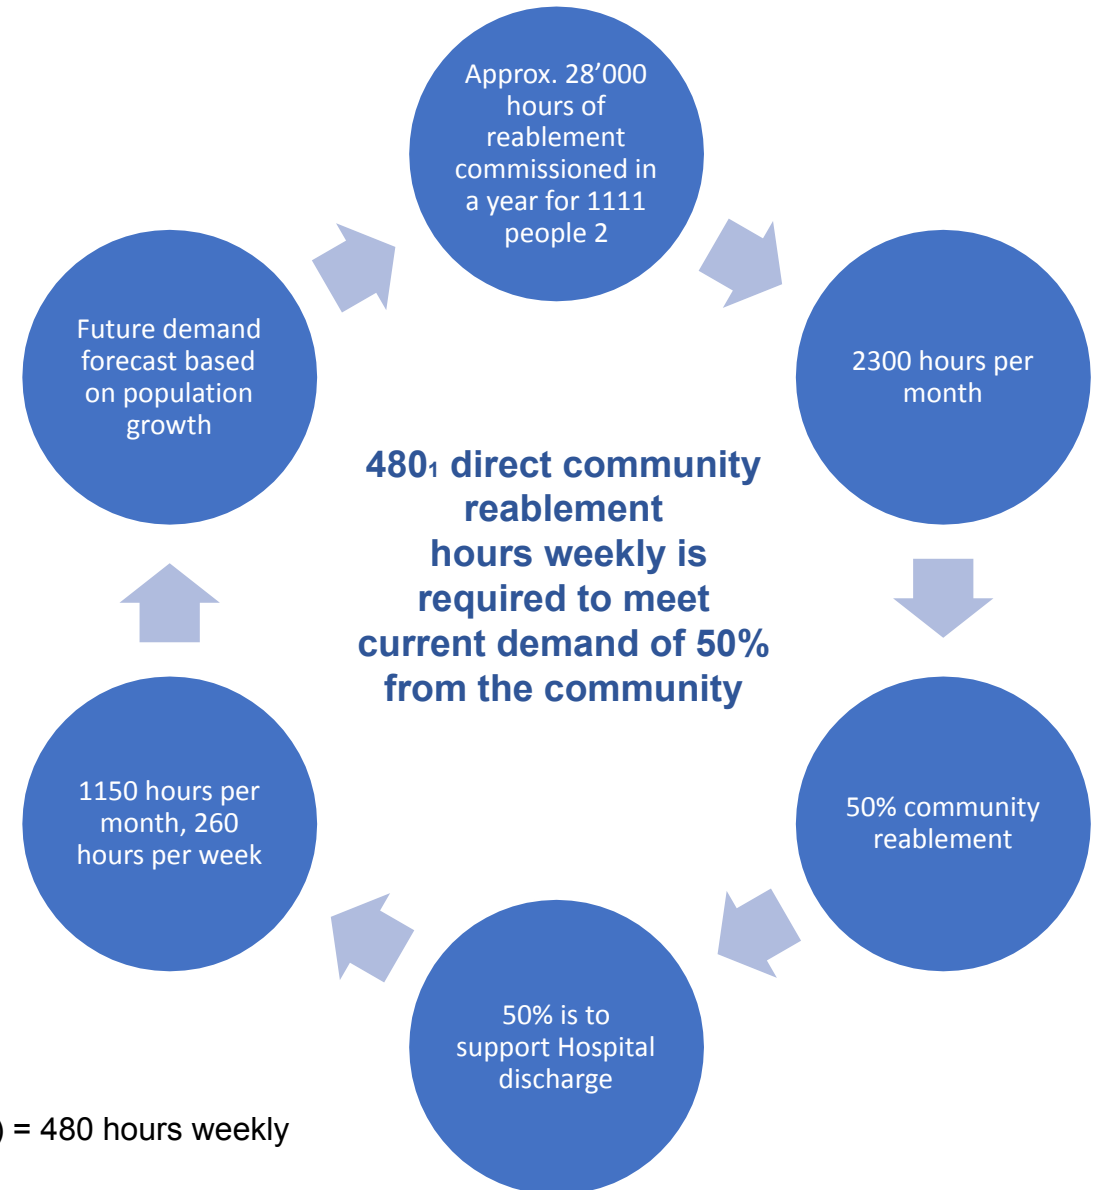 Approx. 28’000
hours of
reablement
commissioned in
a year for 1111
people 2
2300 hours per
month
50% community
reablement
50% is to
support Hospital
discharge
1150 hours per
month, 260
hours per week
Future demand
forecast based
on population
growth
480₁ direct community
reablement
hours weekly is
required to meet
current demand of 50%
from the community
) = 480 hours weekly